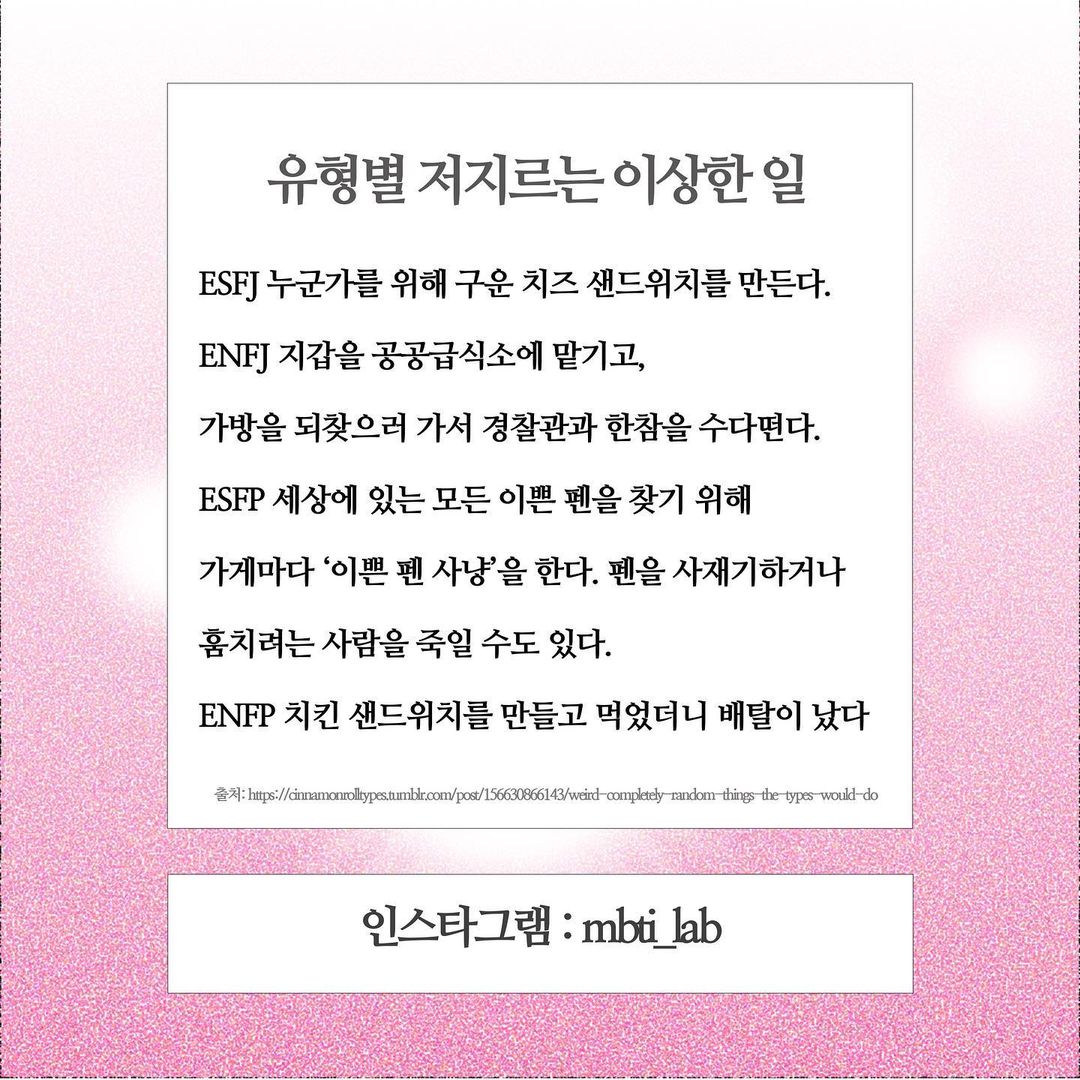 유형별 저지르는 이상한 일
ESFJ 누군가를 위해 구운 치즈 샌드위치를 만든다.
ENFJ 지갑을 공공급식소에 맡기고,
가방을 되찾으러 가서 경찰관과 한참을 수다떤다.
ESFP 세상에 있는 모든 이쁜 펜을 찾기 위해
가게마다 ‘이쁜 펜 사냥’을 한다. 펜을 사재기하거나
훔치려는 사람을 죽일 수도 있다.
ENFP 치킨 샌드위치를 만들고 먹었더니 배탈이 났다
출처: https://cinnamonrolltypes.tumblr.com/post/156630866143/weird-completely-random-things-the-types-would-do
인스타그램 : mbti_lab